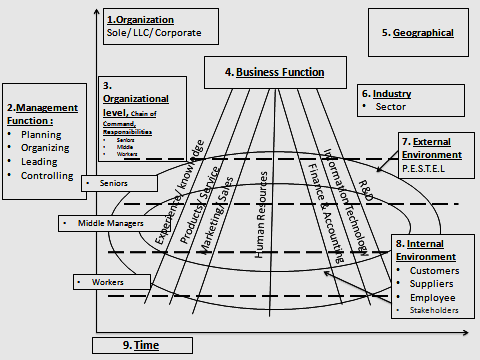 1.Organization
Sole/ LLC/ Corporate
5. Geographical
4. Business Function
3.
Organizational
level, Chain of
Command,
Responsibilities
• Seniors
• Middle
• Workers
2.Management
Function :
• Planning
• Organizing
• Leading
• Controlling
6. Industry
• Sector
7. External
Environment
P.E.S.T.E.L
• Seniors
• Middle Managers
• Workers
Experience/ knowledge
Products/ Service
Marketing/ Sales
Human Resources
Finance & Accounting
Information Technology
R&D
8. Internal
Environment
• Customers
• Suppliers
• Employee
• Stakeholders
9. Time